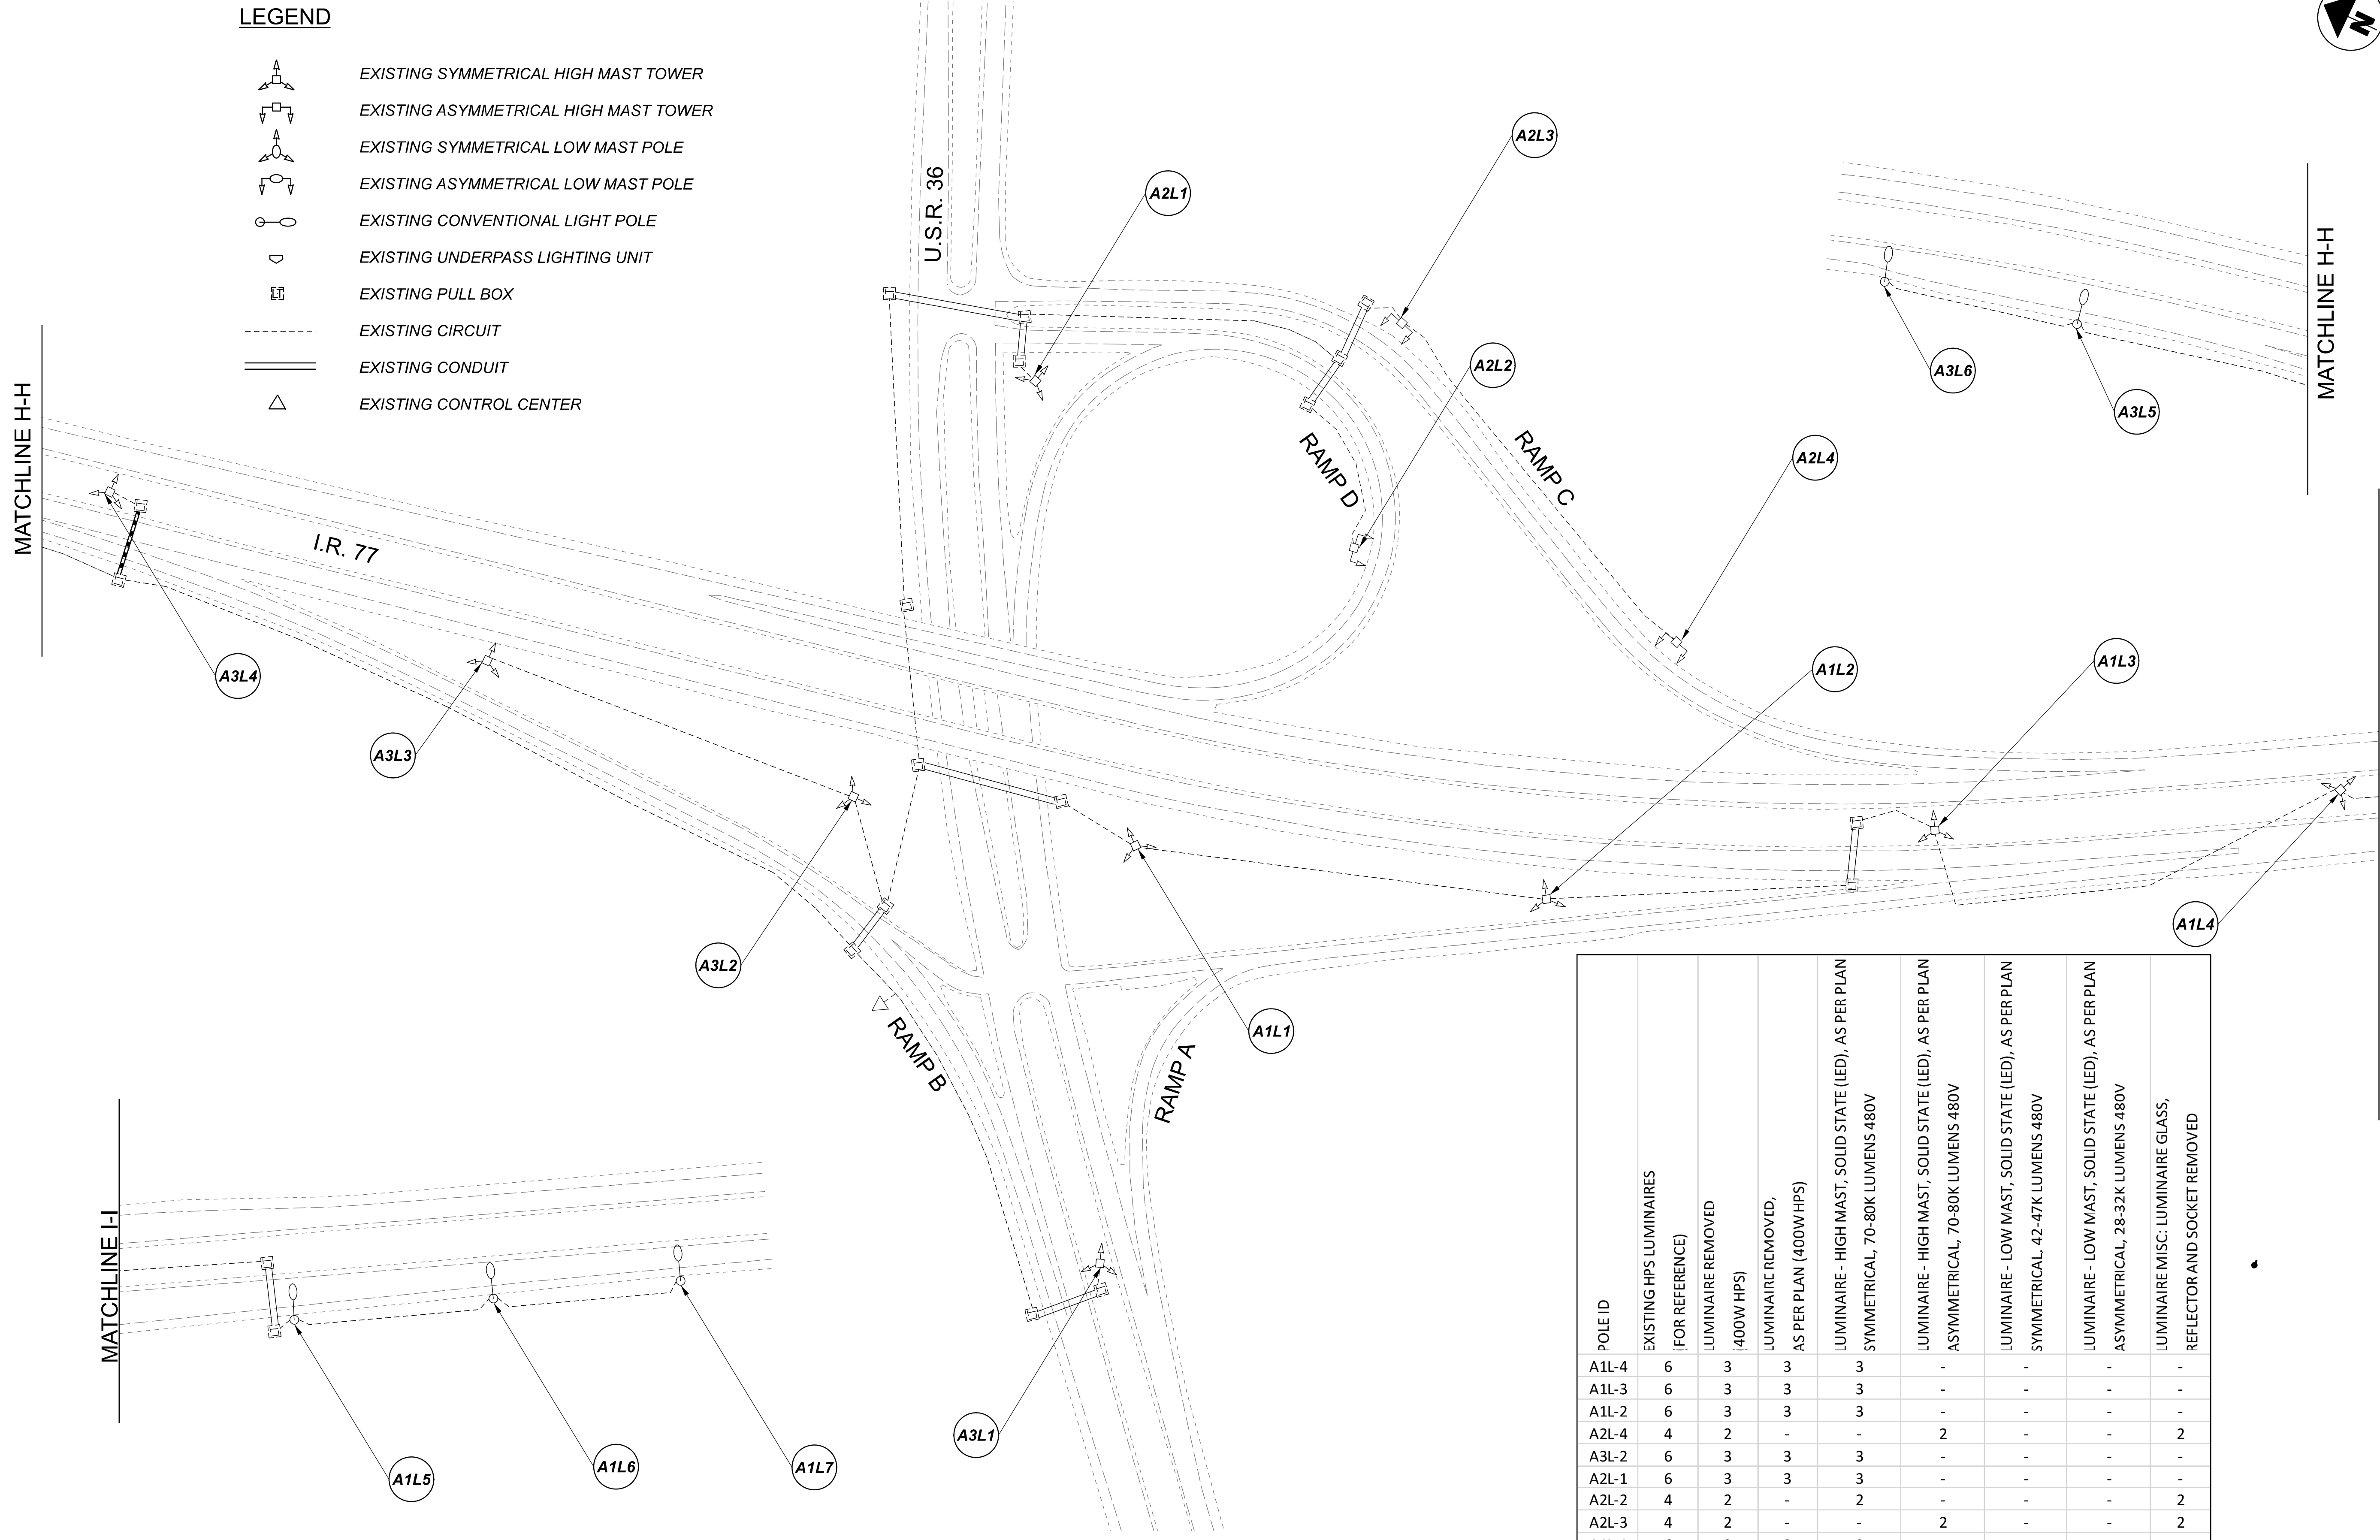 LEGEND
EXISTING SYMMETRICAL HIGH MAST TOWER
EXISTING ASYMMETRICAL HIGH MAST TOWER
EXISTING SYMMETRICAL LOW MAST POLE
EXISTING ASYMMETRICAL LOW MAST POLE
EXISTING CONVENTIONAL LIGHT POLE
EXISTING UNDERPASS LIGHTING UNIT
EXISTING PULL BOX
EXISTING CIRCUIT
EXISTING CONDUIT
EXISTING CONTROL CENTER
N
U.S.R. 36
A2L1
A2L3
A2L2
A2L4
A3L6
A3L5
MATCHLINE H-H
MATCHLINE H-H
I.R. 77
RAMP D
RAMP C
A3L4
A3L3
A1L2
A1L3
A3L2
A1L4
A1L1
RAMP B
RAMP A
MATCHLINE I-I
A3L1
A1L5
A1L6
A1L7
POLE ID
EXISTING HPS LUMINAIRES
(FOR REFERENCE)
LUMINAIRE REMOVED
(400W HPS)
LUMINAIRE REMOVED,
AS PER PLAN (400W HPS)
LUMINAIRE - HIGH MAST, SOLID STATE (LED), AS PER PLAN
SYMMETRICAL, 70-80K LUMENS 480V
LUMINAIRE - HIGH MAST, SOLID STATE (LED), AS PER PLAN
ASYMMETRICAL, 70-80K LUMENS 480V
LUMINAIRE - LOW MAST, SOLID STATE (LED), AS PER PLAN
SYMMETRICAL, 42-47K LUMENS 480V
LUMINAIRE - LOW MAST, SOLID STATE (LED), AS PER PLAN
ASYMMETRICAL, 28-32K LUMENS 480V
LUMINAIRE MISC: LUMINAIRE GLASS,
REFLECTOR AND SOCKET REMOVED
A1L-4 6 3 3 3 - - - -
A1L-3 6 3 3 3 - - - -
A1L-2 6 3 3 3 - - - -
A2L-4 4 2 - - 2 - - 2
A3L-2 6 3 3 3 - - - -
A2L-1 6 3 3 3 - - - -
A2L-2 4 2 - 2 - - - 2
A2L-3 4 2 - - 2 - - 2